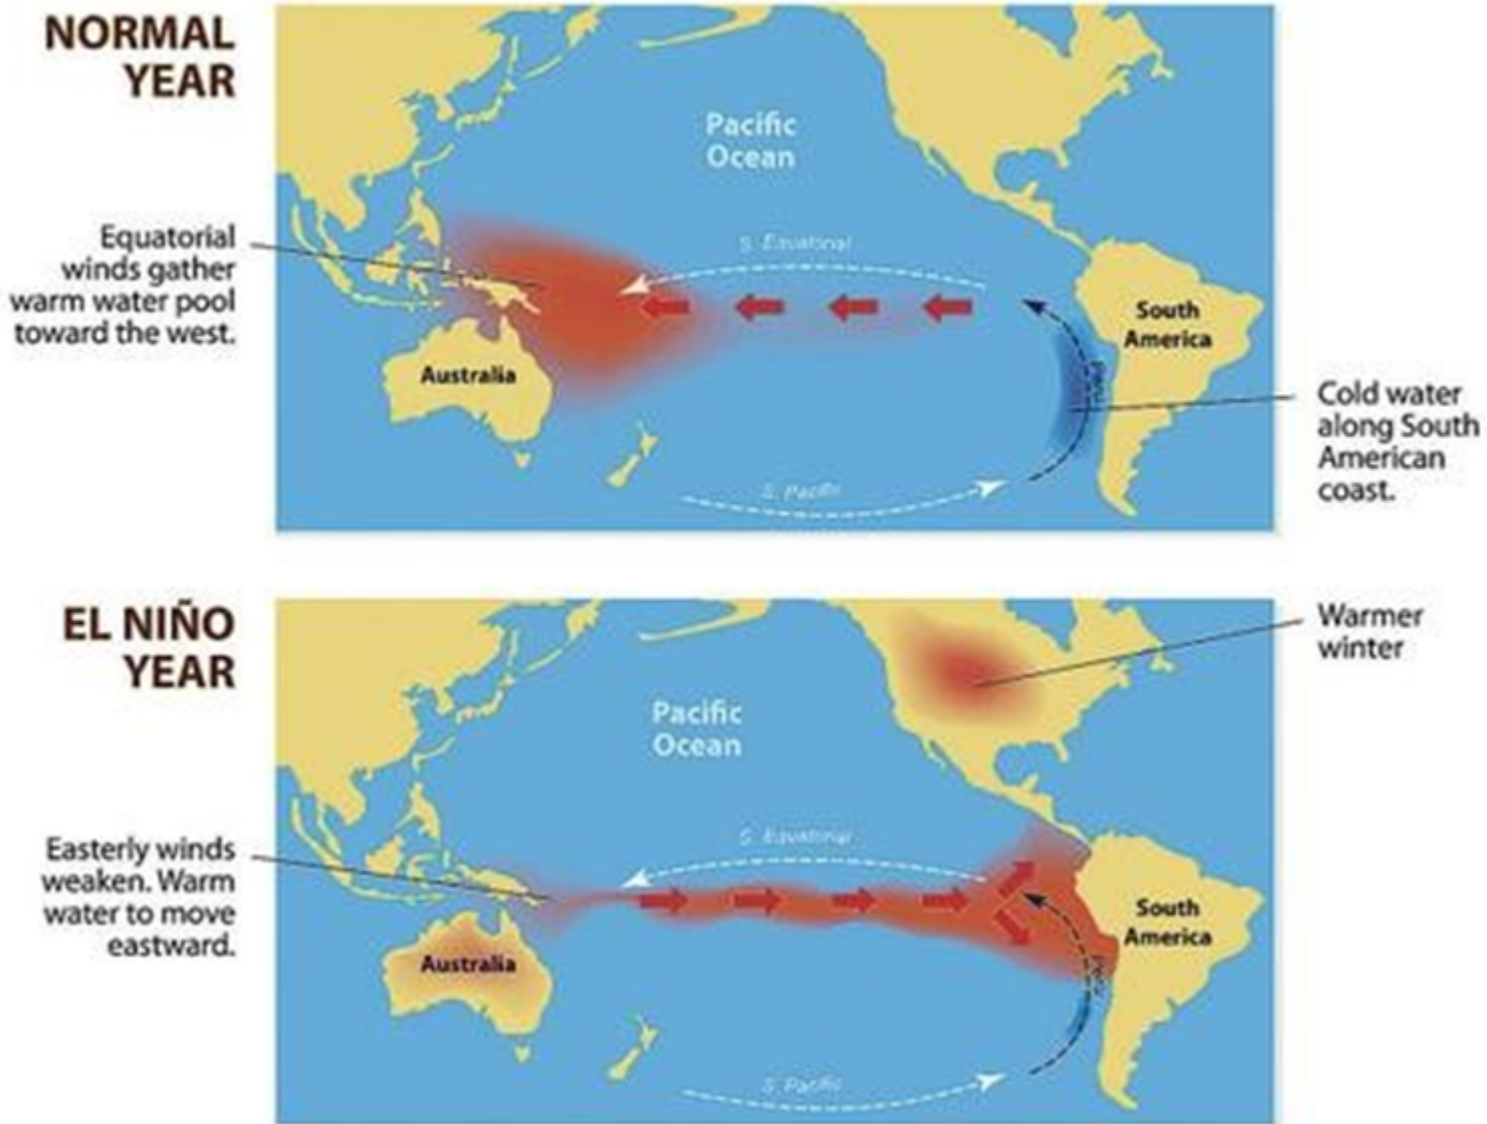 NORMAL
YEAR
Pacific
Ocean
Equatorial
winds gather
warm water pool
toward the west.
S. Equatorial
South
America
Australia
Peru
Cold water
along South
American
coast.
S. Pacific
EL NIÑO
YEAR
Warmer
winter
Pacific
Ocean
Easterly winds
weaken. Warm
water to move
eastward.
S. Equatorial
South
America
Australia
Peru
S. Pacific